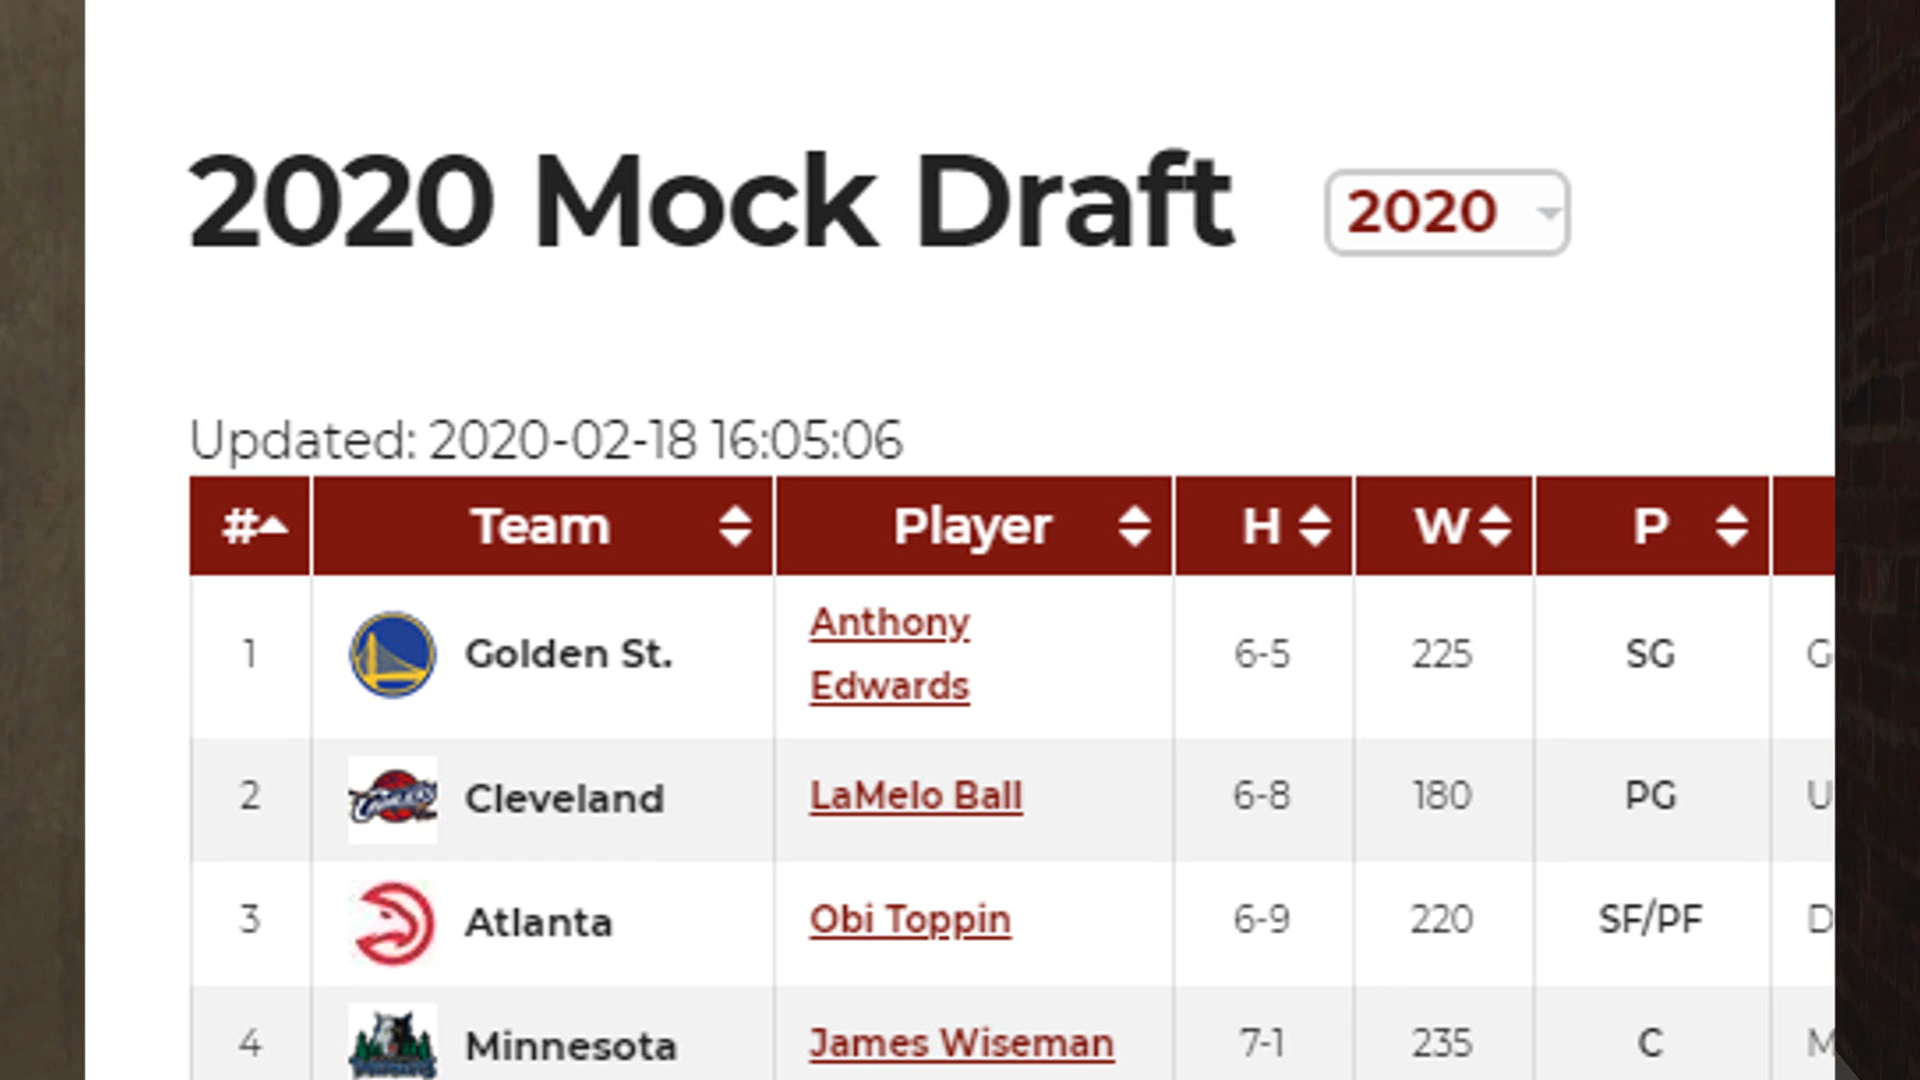 2020 Mock Draft 2020
Updated: 2020-02-18 16:05:06
# Team Player H W P
1 Golden St. Anthony Edwards 6-5 225 SG G
2 Cleveland LaMelo Ball 6-8 180 PG U
3 Atlanta Obi Toppin 6-9 220 SF/PF D
4 Minnesota James Wiseman 7-1 235 C M